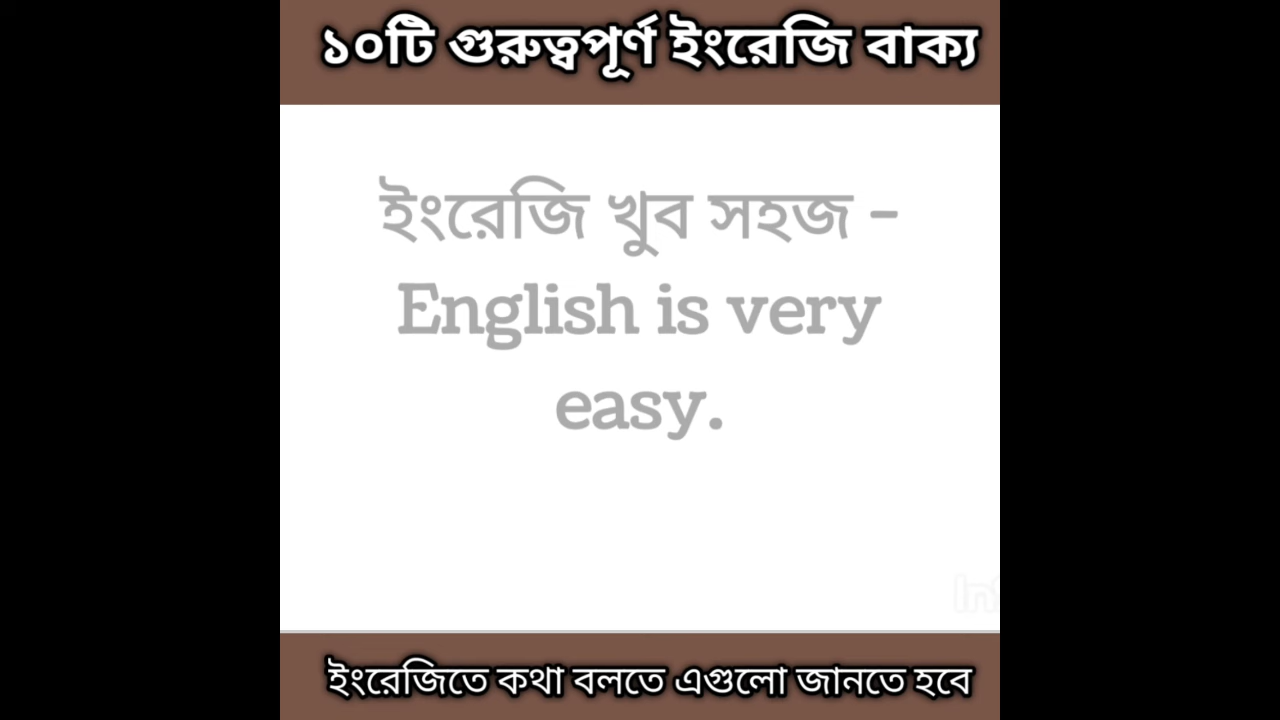 ১০টি গুরুত্বপূর্ণ ইংরেজি বাক্য
ইংরেজি খুব সহজ -
English is very
easy.
ইংরেজিতে কথা বলতে এগুলো জানতে হবে